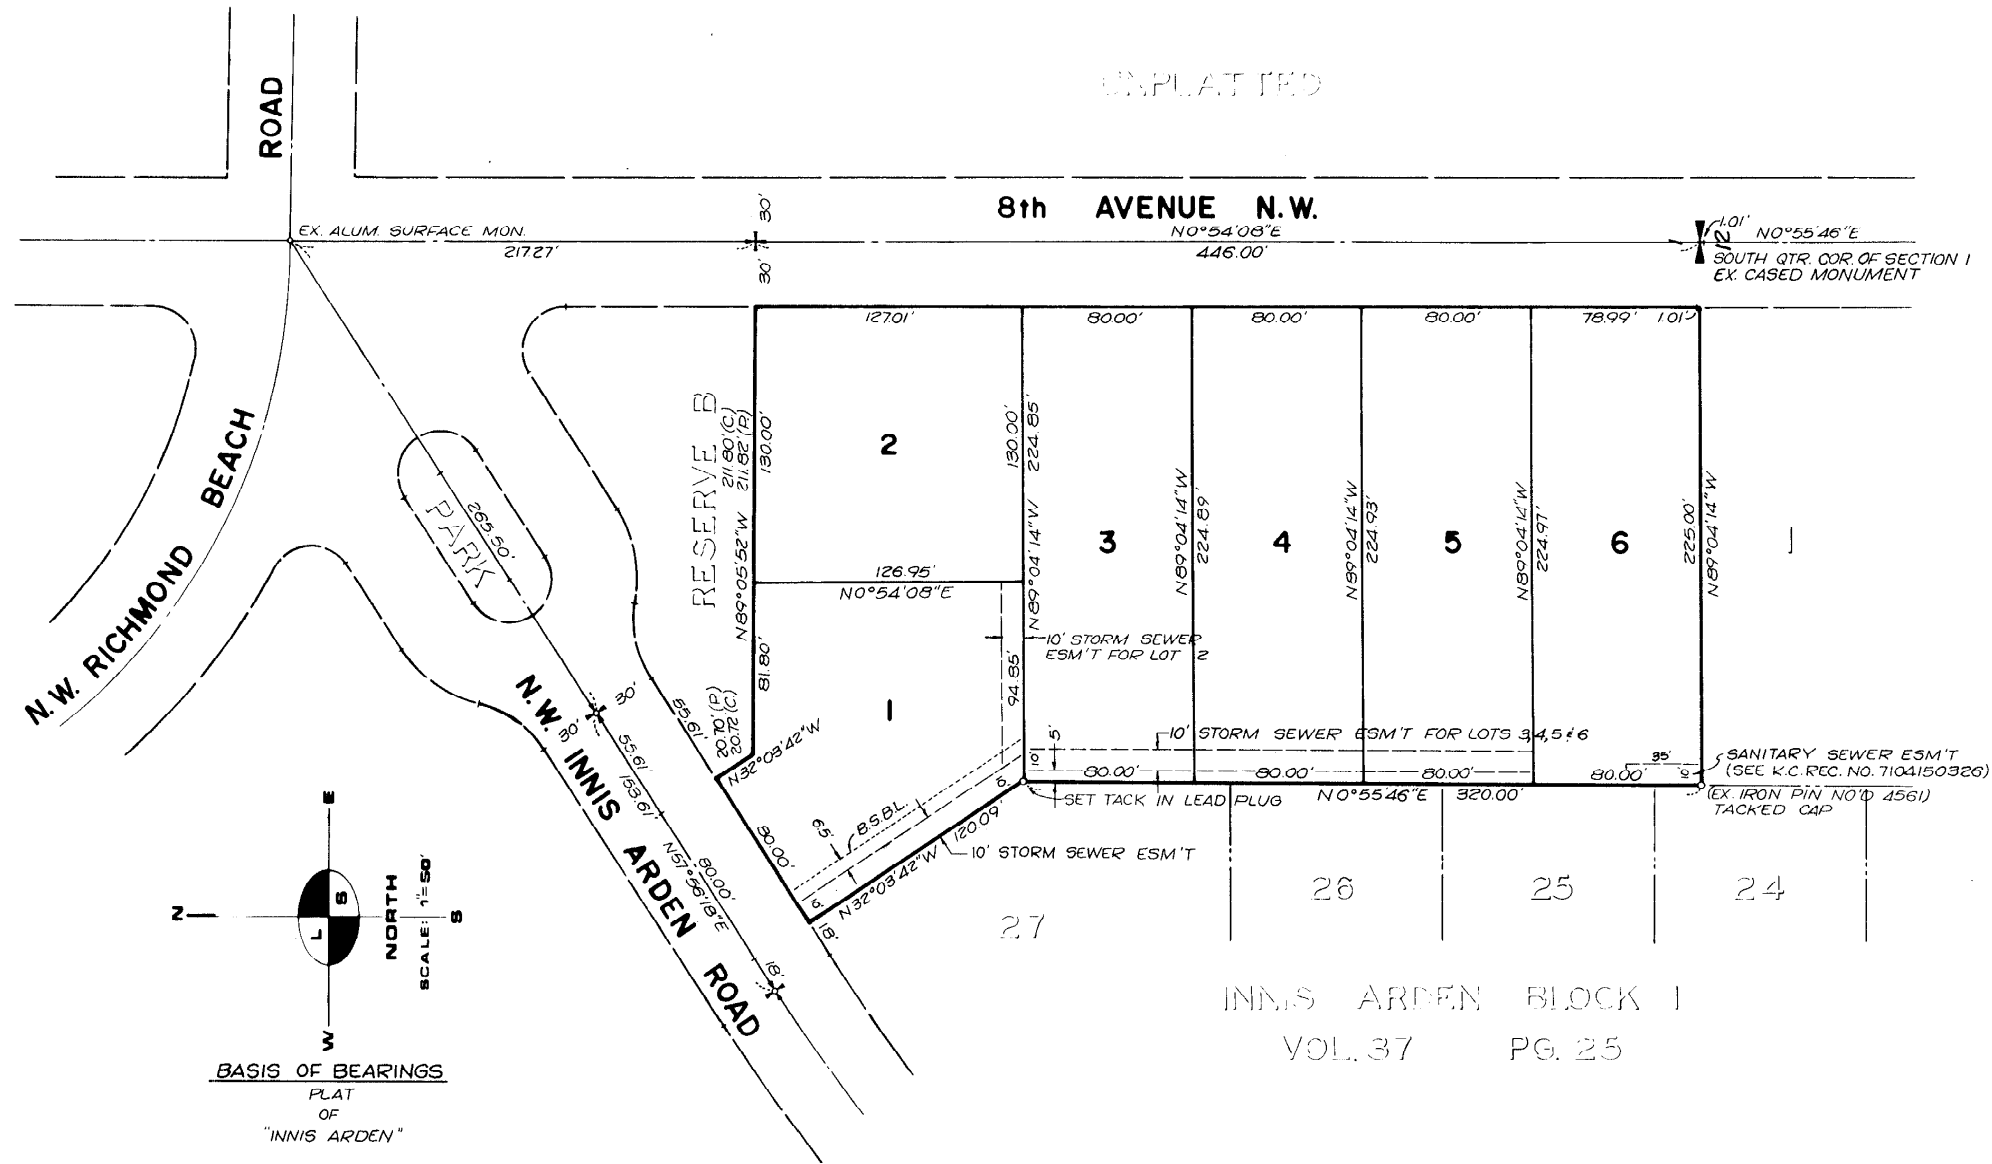 UNPLATTED
ROAD
8th AVENUE N.W.
EX. ALUM. SURFACE MON.
217.27'
30'
30'
N0°54'08"E
446.00'
1.01'
12
N0°55'46"E
SOUTH QTR. COR. OF SECTION 1
EX. CASED MONUMENT
127.01'
80.00'
80.00'
80.00'
78.99'
1.01'
N.W. RICHMOND BEACH
PARK
265.50'
RESERVE B
211.80'(C)
211.82'(P)
N89°05'52"W
130.00'
81.80'
2
130.00'
224.85'
N89°04'14"W
94.85'
3
N89°04'14"W
224.89'
4
N89°04'14"W
224.93'
5
N89°04'14"W
224.97'
6
225.00'
N89°04'14"W
1
126.95'
N0°54'08"E
10' STORM SEWER
ESM'T FOR LOT 2
1
20.70'(P)
20.72'(C)
N32°03'42"W
55.61'
30'
30'
55.61'
153.61'
N57°56'18"E
80.00'
18'
80.00'
18'
N.W. INNIS ARDEN ROAD
65'
B.S.B.L.
120.09'
N32°03'42"W
10' STORM SEWER ESM'T
10' STORM SEWER ESM'T FOR LOTS 3,4,5 & 6
5'
10'
80.00'
80.00'
80.00'
80.00'
35'
SET TACK IN LEAD PLUG
N0°55'46"E 320.00'
SANITARY SEWER ESM'T
(SEE K.C. REC. NO. 7104150326)
(EX. IRON PIN NO'D 4561)
TACKED CAP
27
26
25
24
INNIS ARDEN BLOCK 1
VOL. 37 PG. 25
E
N
S
W
L
S
NORTH
SCALE: 1"=50'
BASIS OF BEARINGS
PLAT
OF
"INNIS ARDEN"